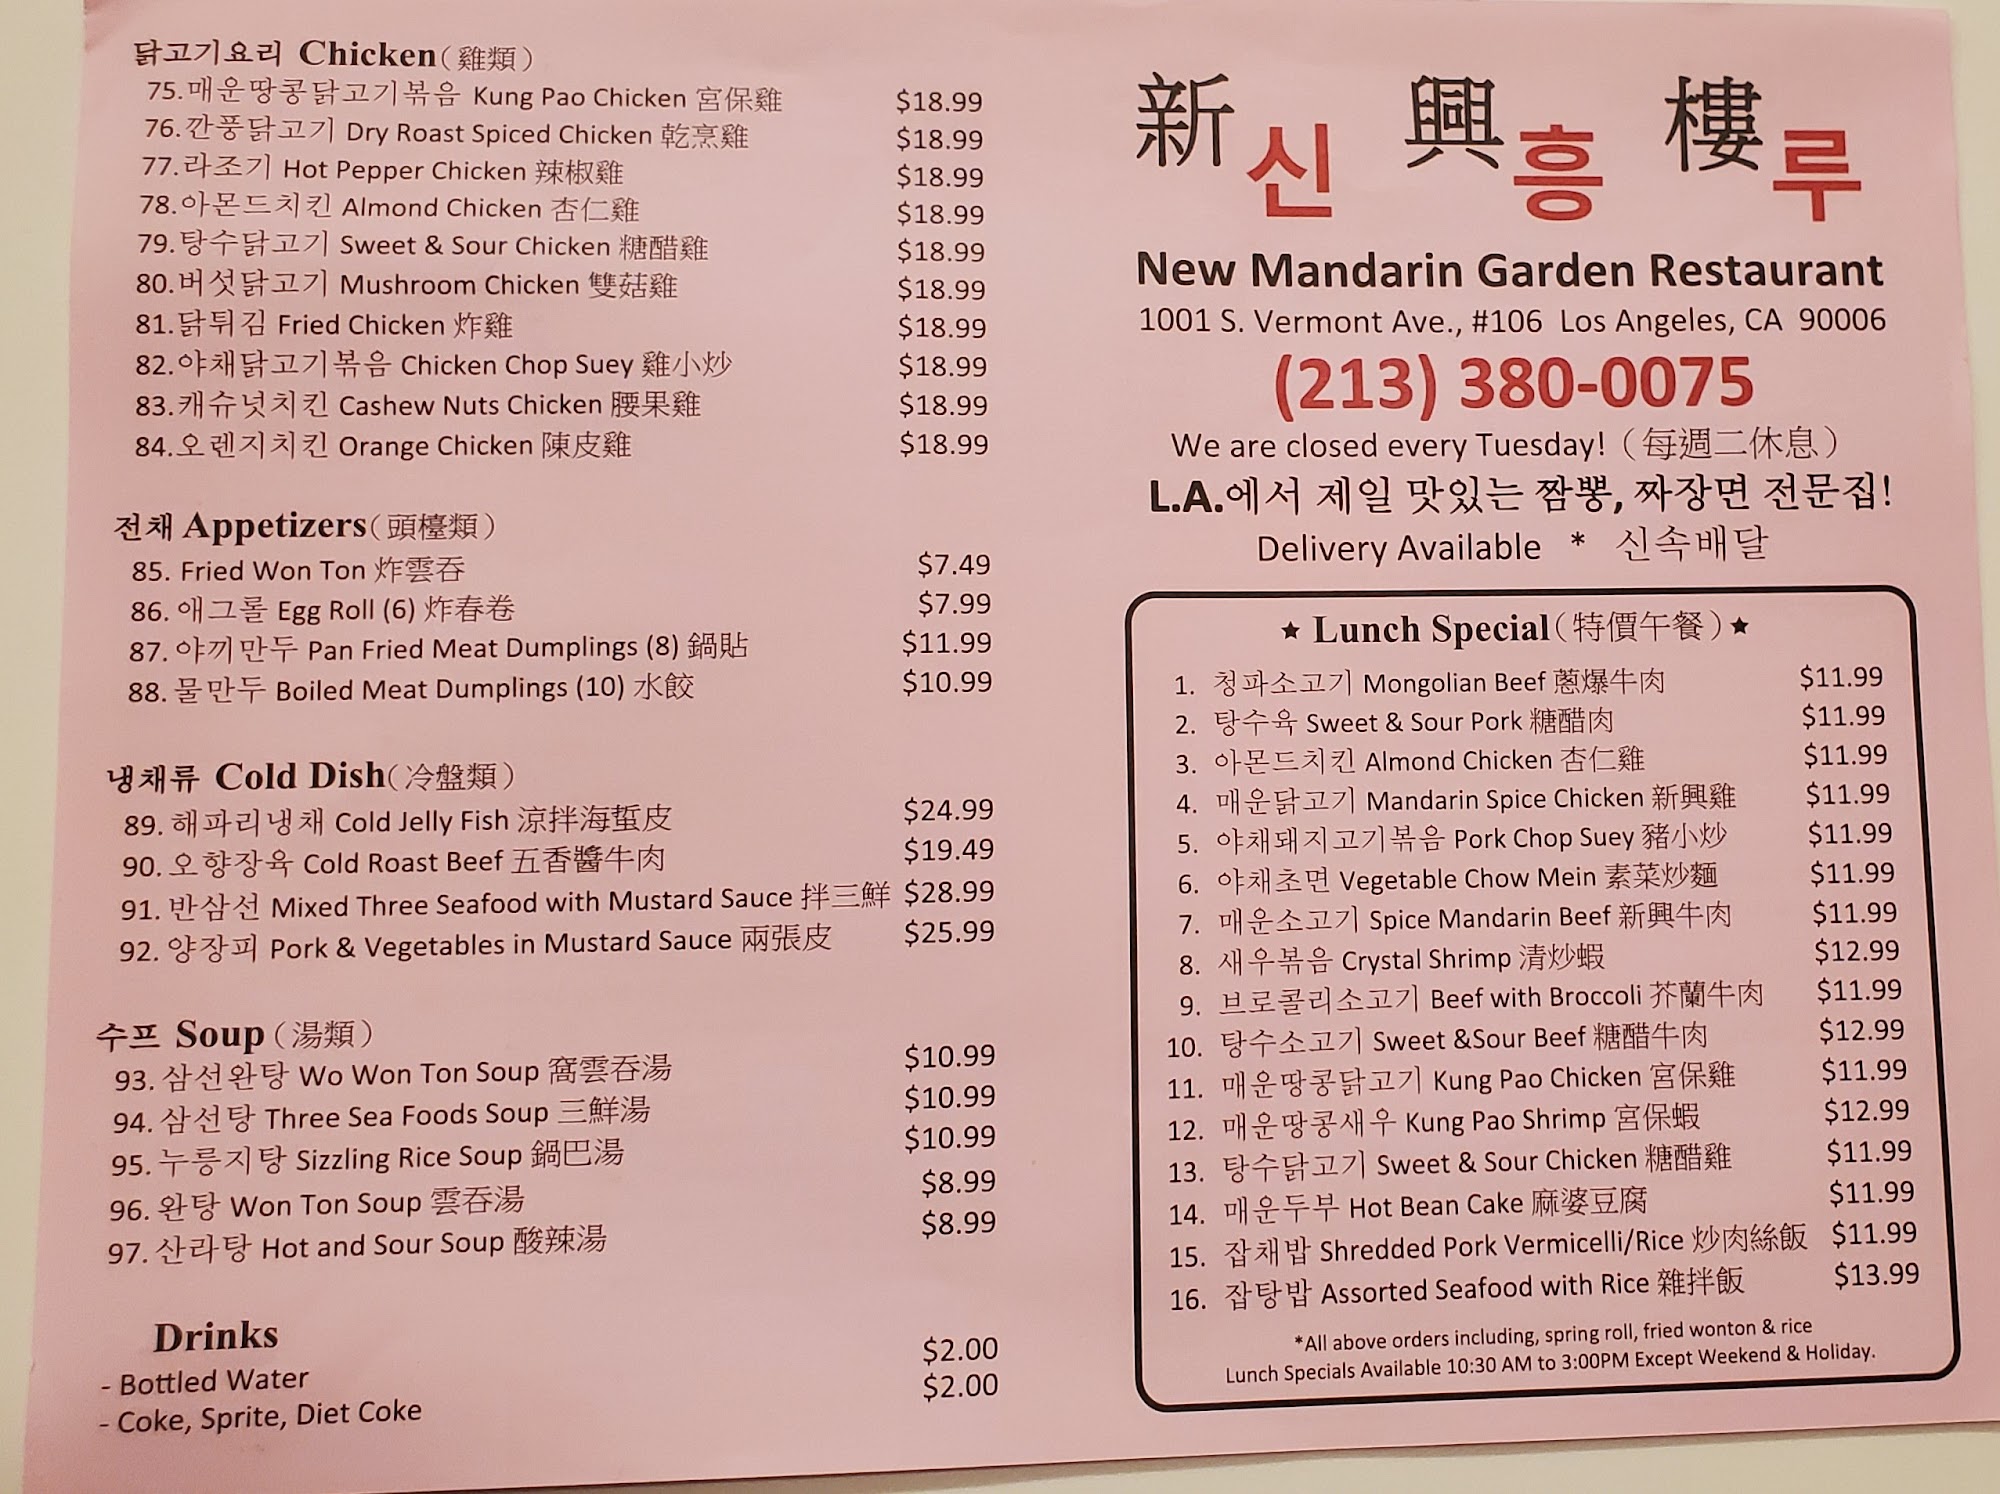 닭고기요리 Chicken(雞類)
75.매운땅콩닭고기볶음 Kung Pao Chicken 宮保雞 $18.99
76.깐풍닭고기 Dry Roast Spiced Chicken 乾烹雞 $18.99
77.라조기 Hot Pepper Chicken 辣椒雞 $18.99
78.아몬드치킨 Almond Chicken 杏仁雞 $18.99
79.탕수닭고기 Sweet & Sour Chicken 糖醋雞 $18.99
80.버섯닭고기 Mushroom Chicken 雙菇雞 $18.99
81.닭튀김 Fried Chicken 炸雞 $18.99
82.야채닭고기볶음 Chicken Chop Suey 雞小炒 $18.99
83.캐슈넛치킨 Cashew Nuts Chicken 腰果雞 $18.99
84.오렌지치킨 Orange Chicken 陳皮雞 $18.99
전채 Appetizers(頭檯類)
85. Fried Won Ton 炸雲吞 $7.49
86. 애그롤 Egg Roll (6) 炸春卷 $7.99
87. 야끼만두 Pan Fried Meat Dumplings (8) 鍋貼 $11.99
88. 물만두 Boiled Meat Dumplings (10) 水餃 $10.99
냉채류 Cold Dish(冷盤類)
89. 해파리냉채 Cold Jelly Fish 涼拌海蜇皮 $24.99
90. 오향장육 Cold Roast Beef 五香醬牛肉 $19.49
91. 반삼선 Mixed Three Seafood with Mustard Sauce 拌三鮮 $28.99
92. 양장피 Pork & Vegetables in Mustard Sauce 兩張皮 $25.99
수프 Soup(湯類)
93. 삼선완탕 Wo Won Ton Soup 窩雲吞湯 $10.99
94. 삼선탕 Three Sea Foods Soup 三鮮湯 $10.99
95. 누릉지탕 Sizzling Rice Soup 鍋巴湯 $10.99
96. 완탕 Won Ton Soup 雲吞湯 $8.99
97. 산라탕 Hot and Sour Soup 酸辣湯 $8.99
Drinks
- Bottled Water $2.00
- Coke, Sprite, Diet Coke $2.00
新신 興흥 樓루
New Mandarin Garden Restaurant
1001 S. Vermont Ave., #106 Los Angeles, CA 90006
(213) 380-0075
We are closed every Tuesday!(每週二休息)
L.A.에서 제일 맛있는 짬뽕, 짜장면 전문집!
Delivery Available * 신속배달
★ Lunch Special(特價午餐)★
1. 청파소고기 Mongolian Beef 蔥爆牛肉 $11.99
2. 탕수육 Sweet & Sour Pork 糖醋肉 $11.99
3. 아몬드치킨 Almond Chicken 杏仁雞 $11.99
4. 매운닭고기 Mandarin Spice Chicken 新興雞 $11.99
5. 야채돼지고기볶음 Pork Chop Suey 豬小炒 $11.99
6. 야채초면 Vegetable Chow Mein 素菜炒麵 $11.99
7. 매운소고기 Spice Mandarin Beef 新興牛肉 $11.99
8. 새우볶음 Crystal Shrimp 清炒蝦 $12.99
9. 브로콜리소고기 Beef with Broccoli 芥蘭牛肉 $11.99
10. 탕수소고기 Sweet &Sour Beef 糖醋牛肉 $12.99
11. 매운땅콩닭고기 Kung Pao Chicken 宮保雞 $11.99
12. 매운땅콩새우 Kung Pao Shrimp 宮保蝦 $12.99
13. 탕수닭고기 Sweet & Sour Chicken 糖醋雞 $11.99
14. 매운두부 Hot Bean Cake 麻婆豆腐 $11.99
15. 잡채밥 Shredded Pork Vermicelli/Rice 炒肉絲飯 $11.99
16. 잡탕밥 Assorted Seafood with Rice 雜拌飯 $13.99
*All above orders including, spring roll, fried wonton & rice
Lunch Specials Available 10:30 AM to 3:00PM Except Weekend & Holiday.